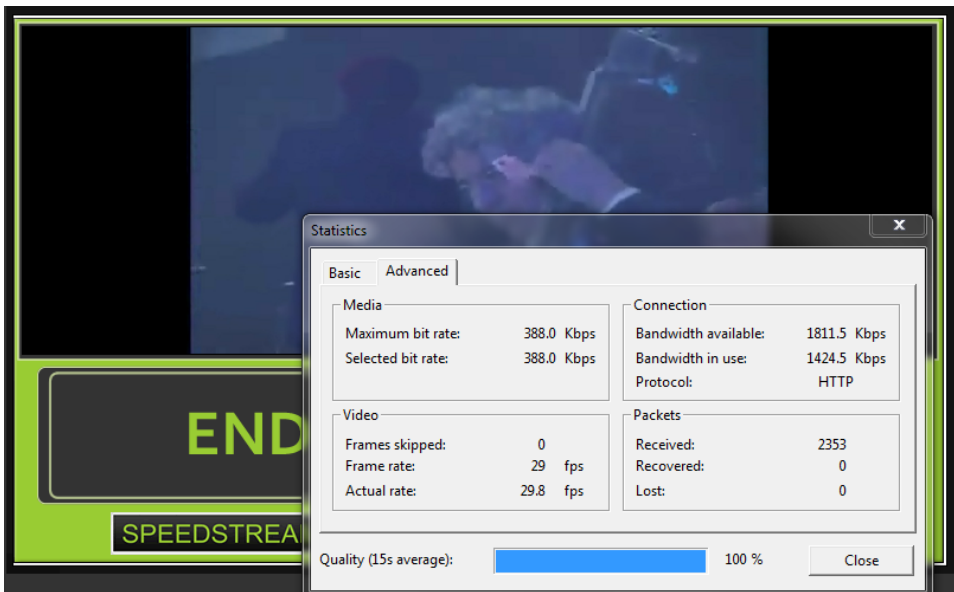 Statistics
x
Basic Advanced
Media
Maximum bit rate: 388.0 Kbps
Selected bit rate: 388.0 Kbps
Connection
Bandwidth available: 1811.5 Kbps
Bandwidth in use: 1424.5 Kbps
Protocol: HTTP
Video
Frames skipped: 0
Frame rate: 29 fps
Actual rate: 29.8 fps
Packets
Received: 2353
Recovered: 0
Lost: 0
Quality (15s average): 100 %
Close
END
SPEEDSTREA